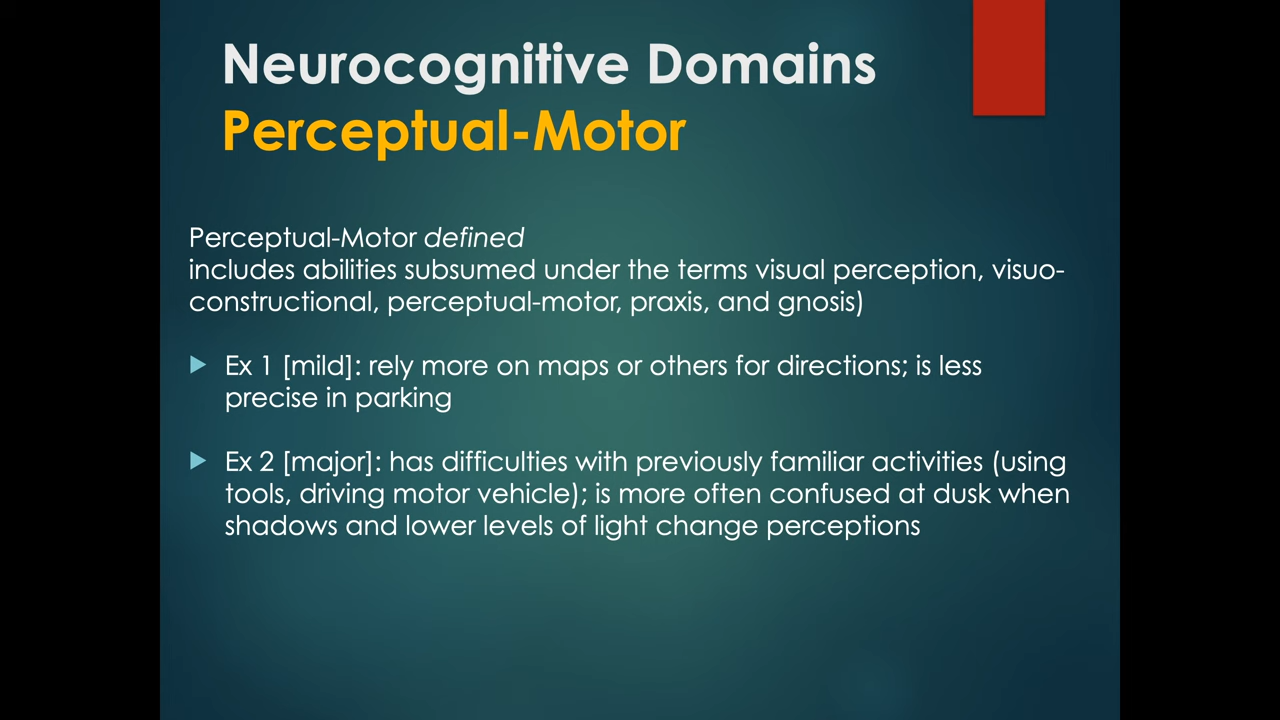 Neurocognitive Domains
Perceptual-Motor
Perceptual-Motor defined
includes abilities subsumed under the terms visual perception, visuo-
constructional, perceptual-motor, praxis, and gnosis)
Ex 1 [mild]: rely more on maps or others for directions; is less
precise in parking
Ex 2 [major]: has difficulties with previously familiar activities (using
tools, driving motor vehicle); is more often confused at dusk when
shadows and lower levels of light change perceptions